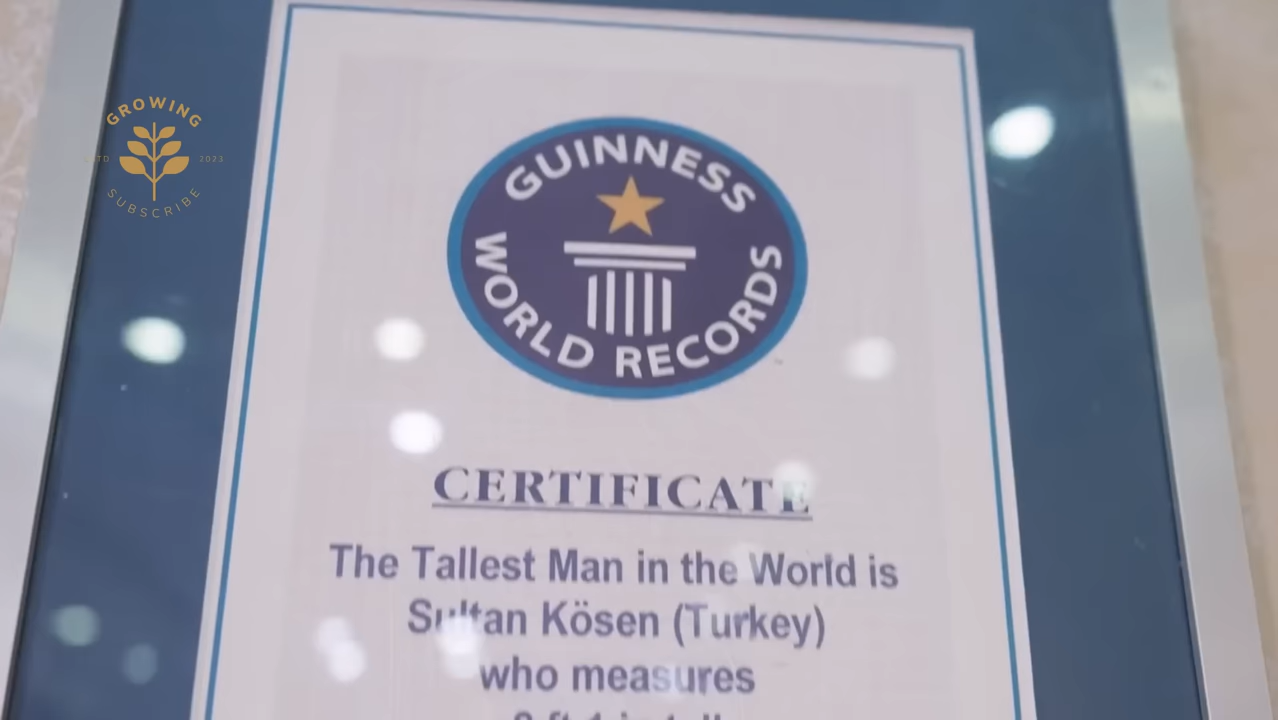 GROWING
2023
SUBSCRIBE
GUINNESS
WORLD RECORDS
CERTIFICATE
The Tallest Man in the World is
Sultan Kösen (Turkey)
who measures